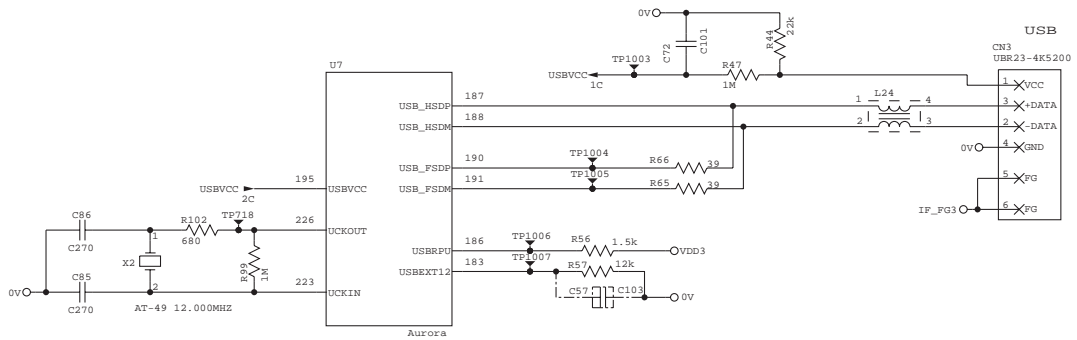 0V
USB
C72
C101
R44
22k
CN3
UBR23-4K5200
TP1003
R47
USBVCC
1C
1M
1
VCC
U7
187
USB_HSDP
L24
1
4
3
+DATA
188
USB_HSDM
2
3
2
-DATA
0V
4
GND
190
USB_FSDP
TP1004
R66
39
191
USB_FSDM
TP1005
R65
39
5
FG
IF_FG3
6
FG
USBVCC
2C
195
USBVCC
C86
C270
R102
680
TP718
226
UCKOUT
1
X2
2
R99
1M
186
USBRPU
TP1006
R56
1.5k
VDD3
183
USBEXT12
TP1007
R57
12k
C57
C103
0V
0V
C85
C270
223
UCKIN
AT-49 12.000MHZ
Aurora